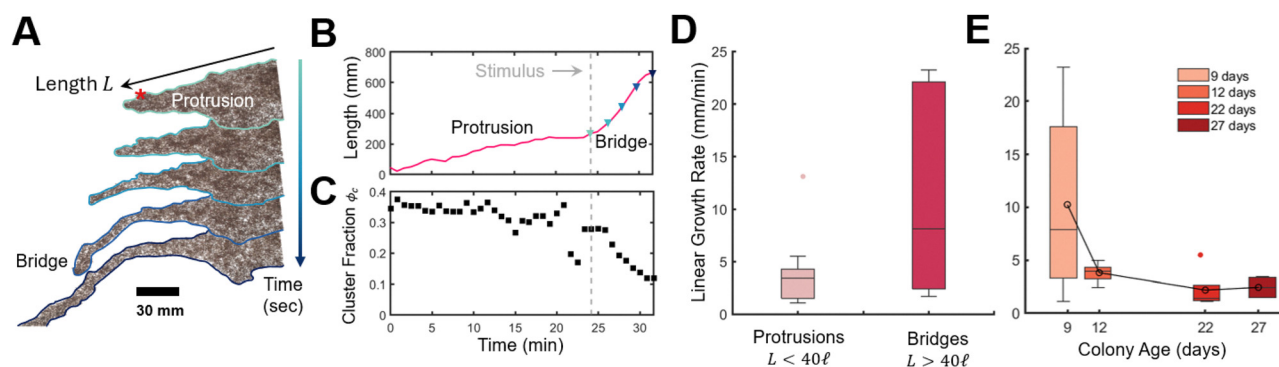 A
Length L
*
Protrusion
Bridge
30 mm
Time
(sec)
B
Length (mm)
800
600
400
200
0
Stimulus
Protrusion
Bridge
C
Cluster Fraction ϕc
0.4
0.3
0.2
0.1
0
0 5 10 15 20 25 30
Time (min)
D
Linear Growth Rate (mm/min)
25
20
15
10
5
0
Protrusions
L < 40ℓ
Bridges
L > 40ℓ
E
25
20
15
10
5
0
9 days
12 days
22 days
27 days
9 12 22 27
Colony Age (days)